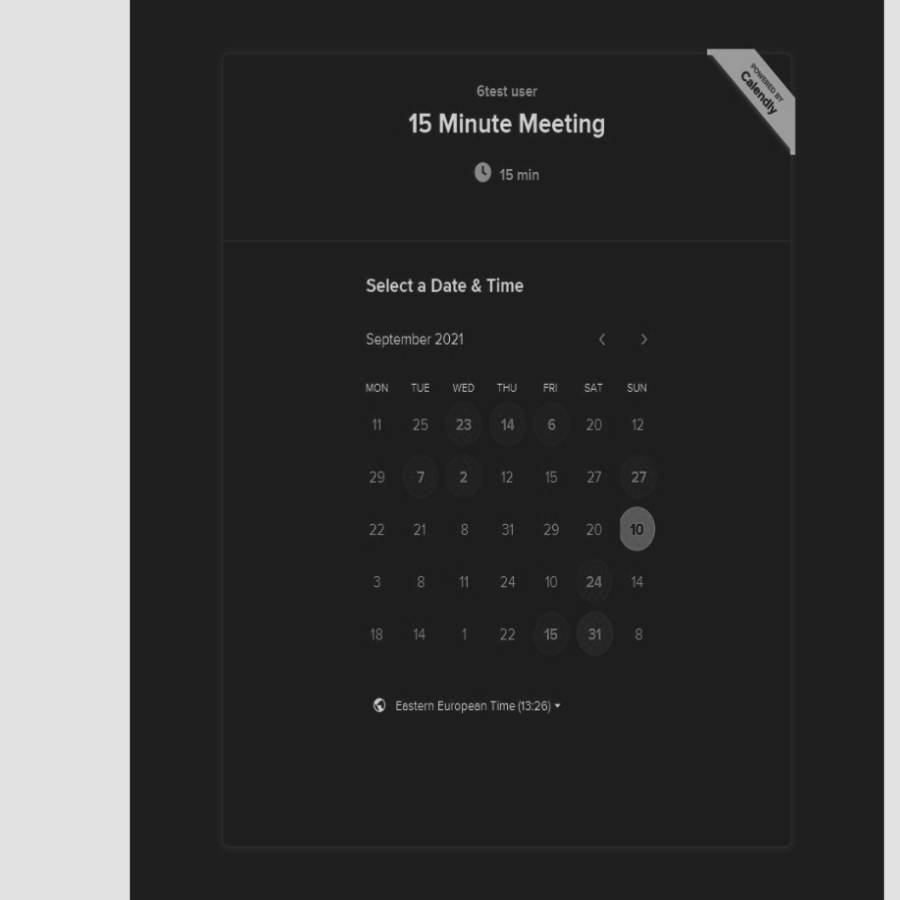 POWERED BY
Calendly
6test user
15 Minute Meeting
15 min
Select a Date & Time
September 2021
MON TUE WED THU FRI SAT SUN
11 25 23 14 6 20 12
29 7 2 12 15 27 27
22 21 8 31 29 20 10
3 8 11 24 10 24 14
18 14 1 22 15 31 8
Eastern European Time (13:26)